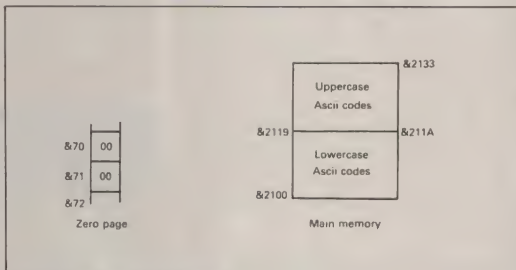 &2133
Uppercase
Ascii codes
&2119
&211A
Lowercase
Ascii codes
&2100
&70 00
&71 00
&72
Zero page
Main memory